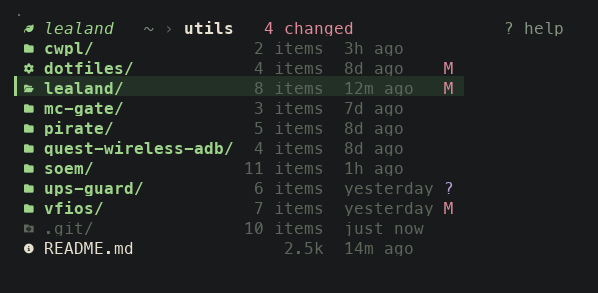 lealand ~ › utils 4 changed ? help
cwpl/ 2 items 3h ago
dotfiles/ 4 items 8d ago M
lealand/ 8 items 12m ago M
mc-gate/ 3 items 7d ago
pirate/ 5 items 8d ago
quest-wireless-adb/ 4 items 8d ago
soem/ 11 items 1h ago
ups-guard/ 6 items yesterday ?
vfios/ 7 items yesterday M
.git/ 10 items just now
README.md 2.5k 14m ago